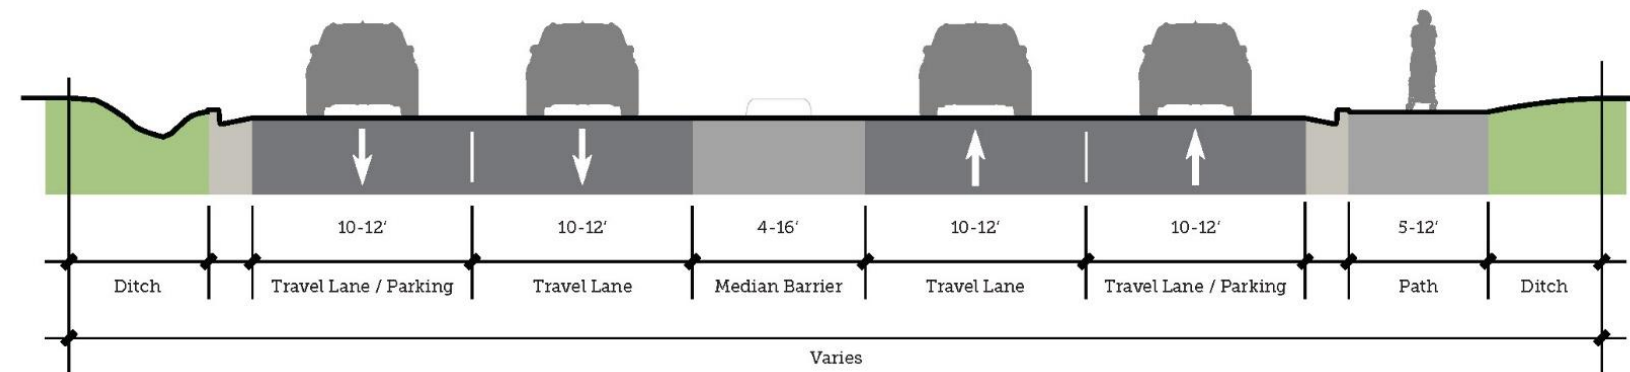 10-12‘
10-12‘
4-16‘
10-12‘
10-12‘
5-12‘
Ditch
Travel Lane / Parking
Travel Lane
Median Barrier
Travel Lane
Travel Lane / Parking
Path
Ditch
Varies